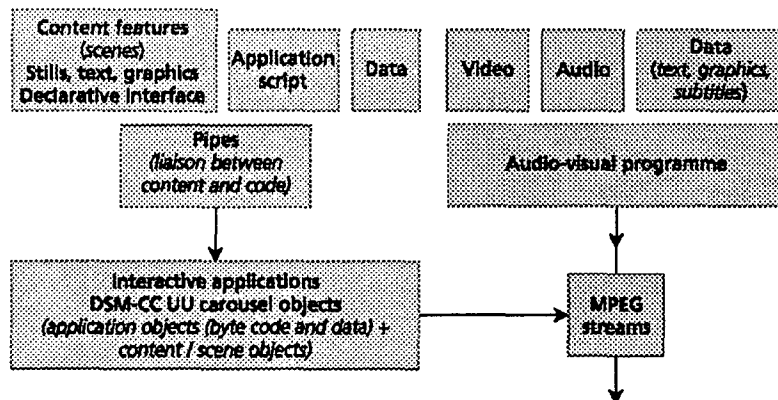 Content features
(scenes)
Stills, text, graphics
Declarative interface
Application
script
Data
Video
Audio
Data
(text, graphics,
subtitles)
Pipes
(liaison between
content and code)
Audio-visual programme
Interactive applications
DSM-CC UU carousel objects
(application objects (byte code and data) +
content / scene objects)
MPEG
streams